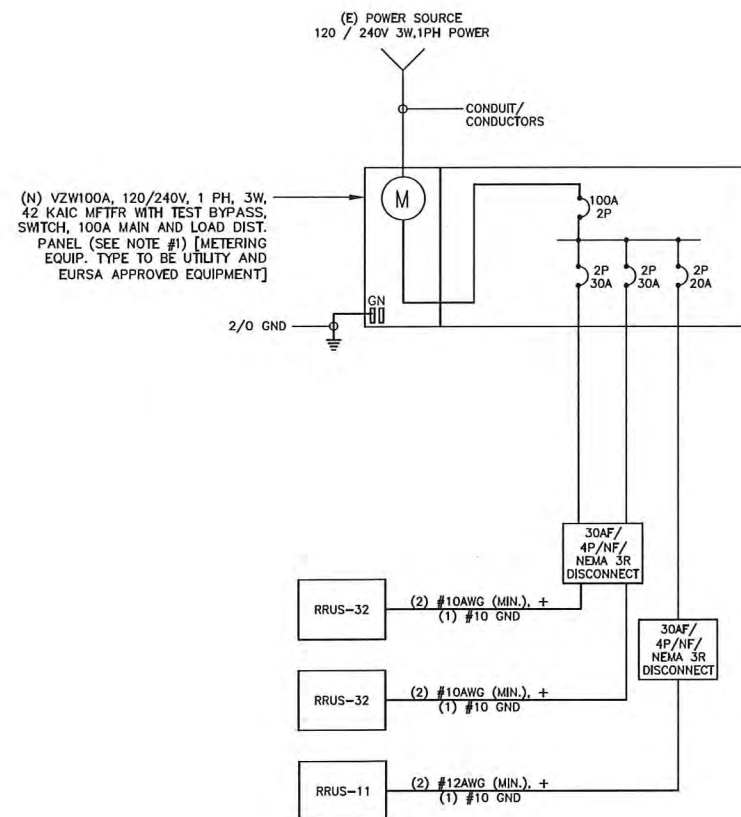 (E) POWER SOURCE
120 / 240V 3W,1PH POWER
CONDUIT/
CONDUCTORS
(N) VZW100A, 120/240V, 1 PH, 3W,
42 KAIC MFTFR WITH TEST BYPASS,
SWITCH, 100A MAIN AND LOAD DIST.
PANEL (SEE NOTE #1) [METERING
EQUIP. TYPE TO BE UTILITY AND
EURSA APPROVED EQUIPMENT]
M
100A
2P
2P
30A
2P
30A
2P
20A
GN
2/0 GND
30AF/
4P/NF/
NEMA 3R
DISCONNECT
RRUS-32
(2) #10AWG (MIN.), +
(1) #10 GND
30AF/
4P/NF/
NEMA 3R
DISCONNECT
RRUS-32
(2) #10AWG (MIN.), +
(1) #10 GND
RRUS-11
(2) #12AWG (MIN.), +
(1) #10 GND